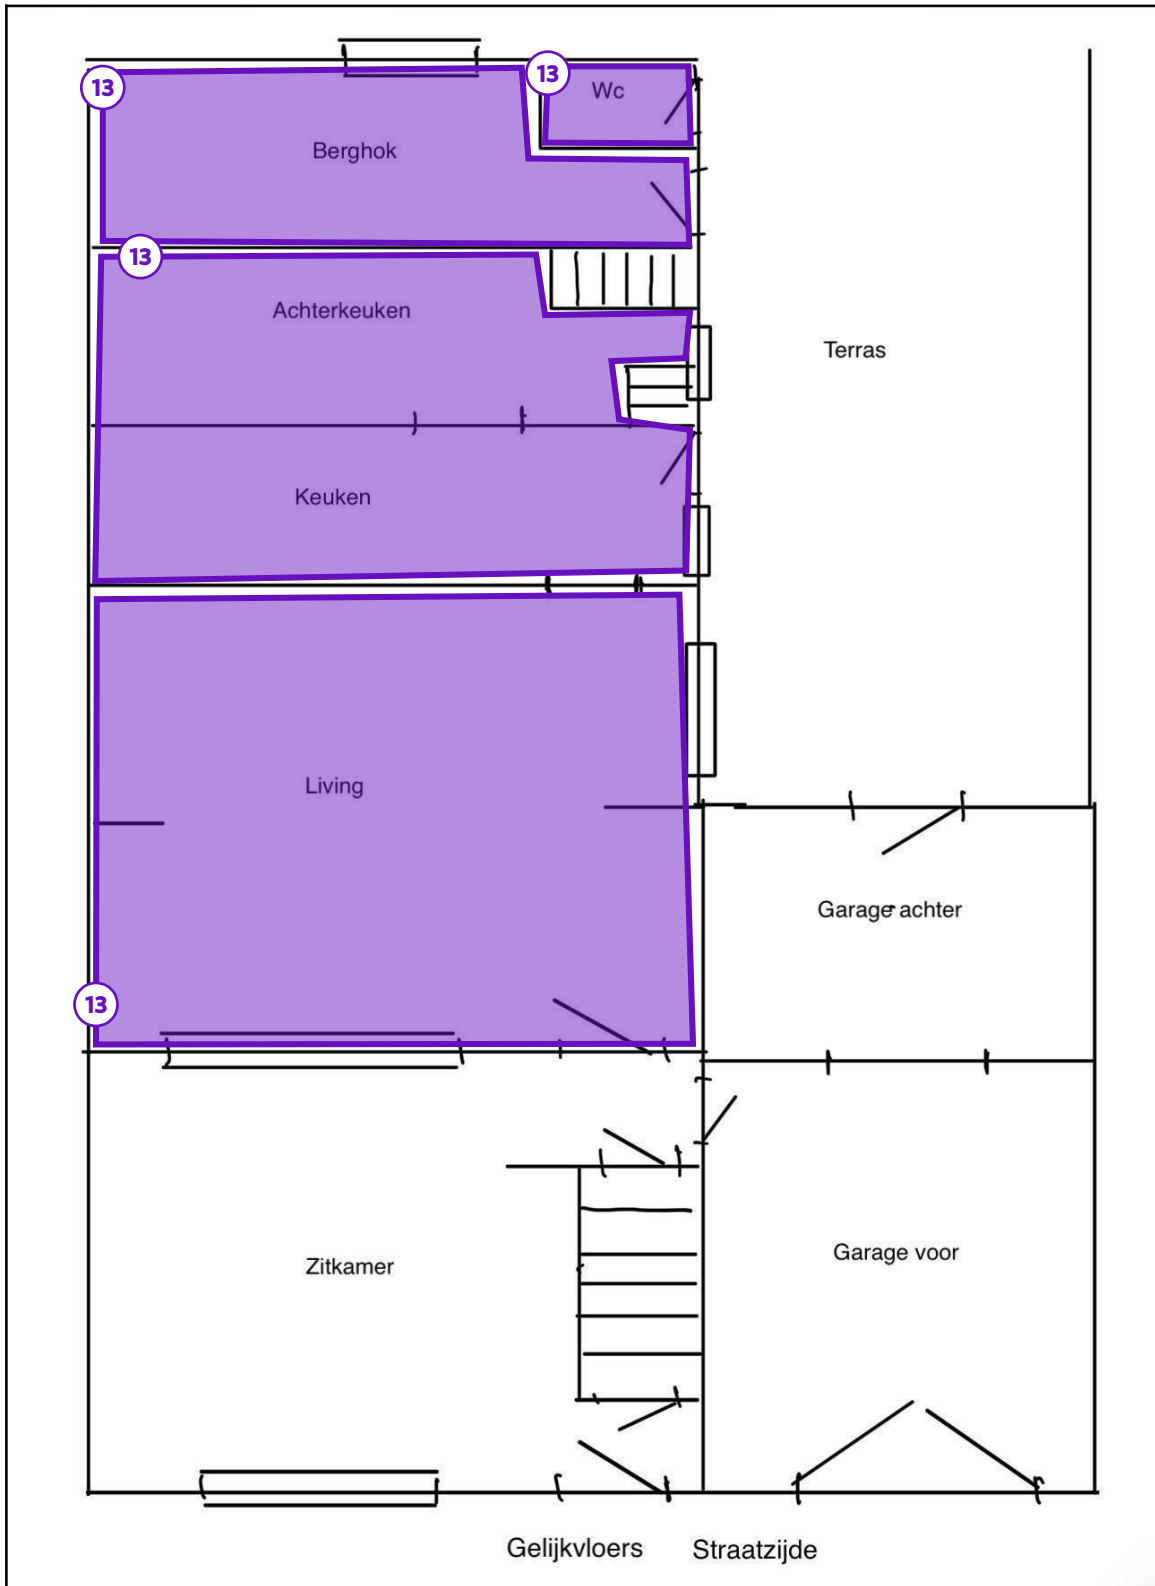 13
13
Wc
Berghok
13
Achterkeuken
Terras
Keuken
Living
Garage achter
13
Garage voor
Zitkamer
Gelijkvloers Straatzijde